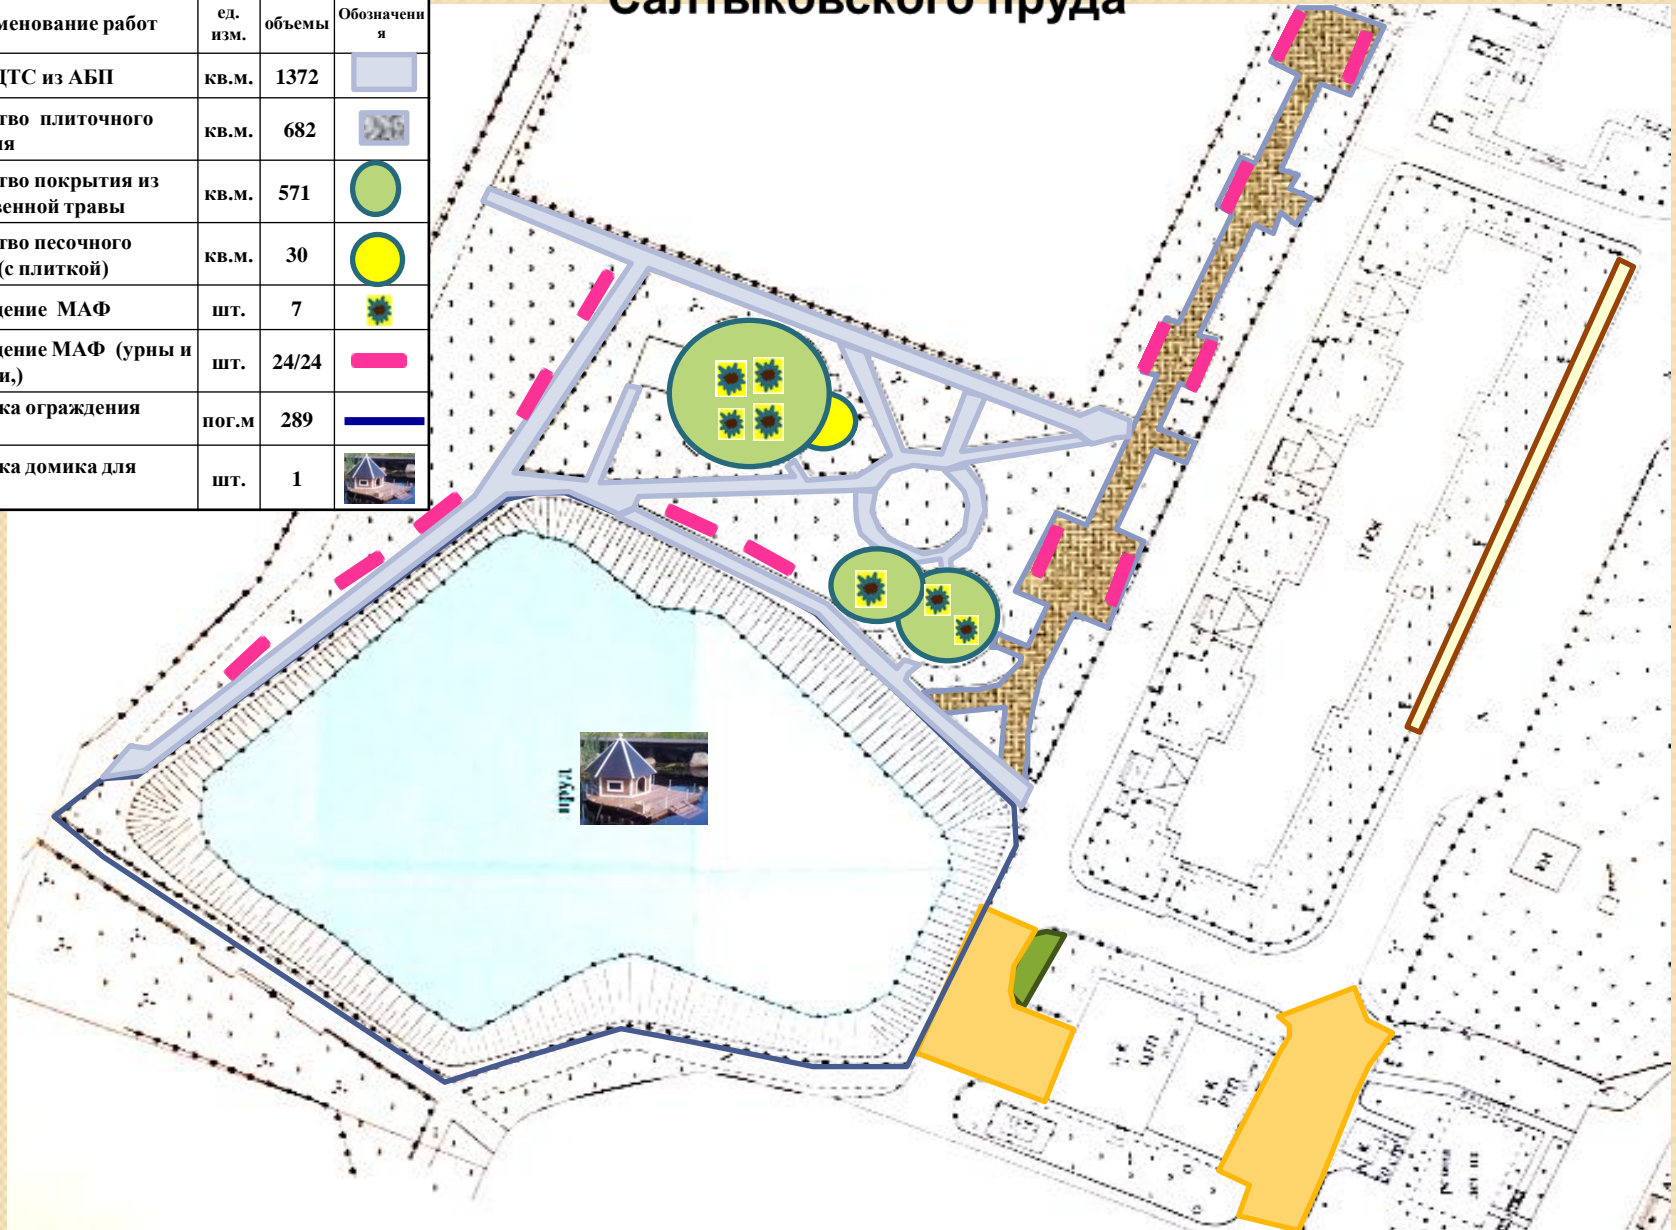 Салтыковского пруда
менование работ ед. изм. объемы Обозначения
ДТС из АБП кв.м. 1372
тво плиточного
ия кв.м. 682
тво покрытия из
венной травы кв.м. 571
тво песочного
(с плиткой) кв.м. 30
дение МАФ шт. 7
дение МАФ (урны и
и,) шт. 24/24
ка ограждения пог.м 289
ка домика для шт. 1
17КЖ
пруд